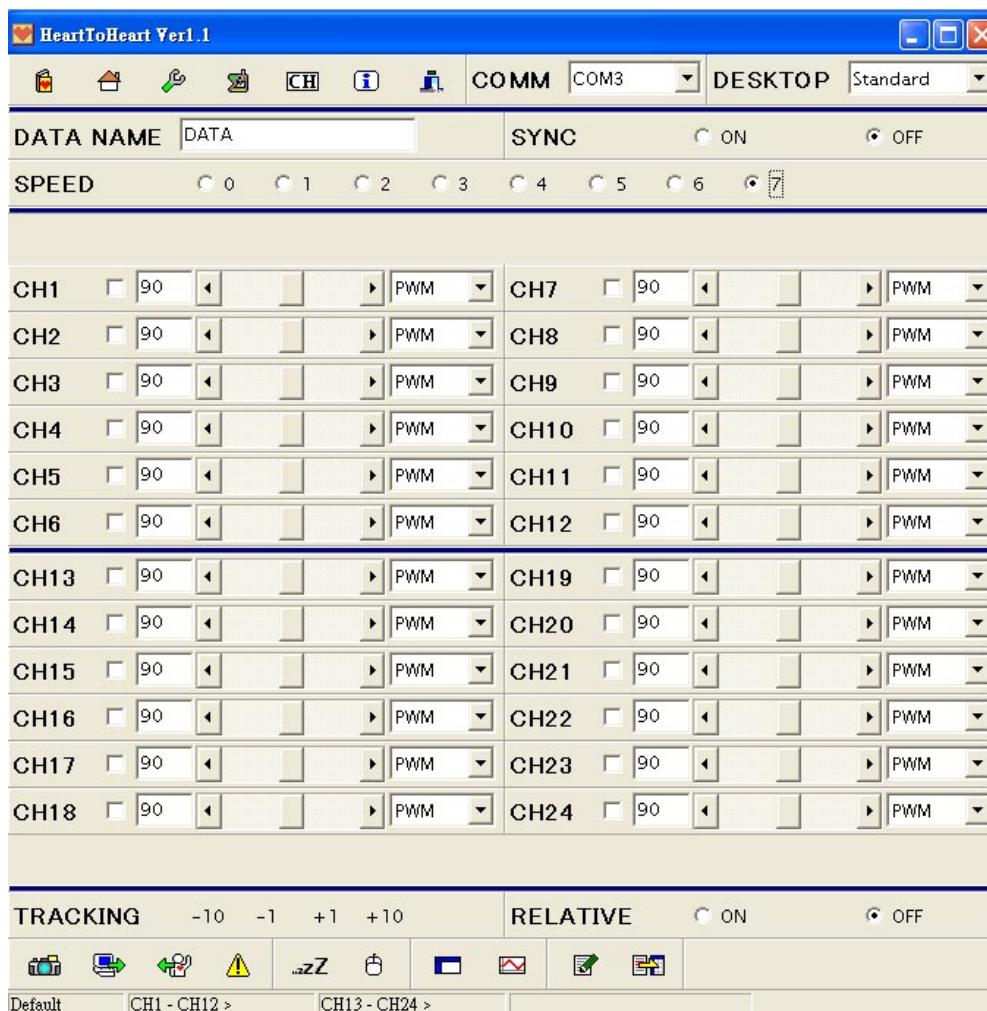 HeartToHeart Ver1.1
CH i COMM COM3 DESKTOP Standard
DATA NAME DATA SYNC ON OFF
SPEED 0 1 2 3 4 5 6 7
CH1 90 PWM CH7 90 PWM
CH2 90 PWM CH8 90 PWM
CH3 90 PWM CH9 90 PWM
CH4 90 PWM CH10 90 PWM
CH5 90 PWM CH11 90 PWM
CH6 90 PWM CH12 90 PWM
CH13 90 PWM CH19 90 PWM
CH14 90 PWM CH20 90 PWM
CH15 90 PWM CH21 90 PWM
CH16 90 PWM CH22 90 PWM
CH17 90 PWM CH23 90 PWM
CH18 90 PWM CH24 90 PWM
TRACKING -10 -1 +1 +10 RELATIVE ON OFF
..zZ
Default CH1 - CH12 > CH13 - CH24 >